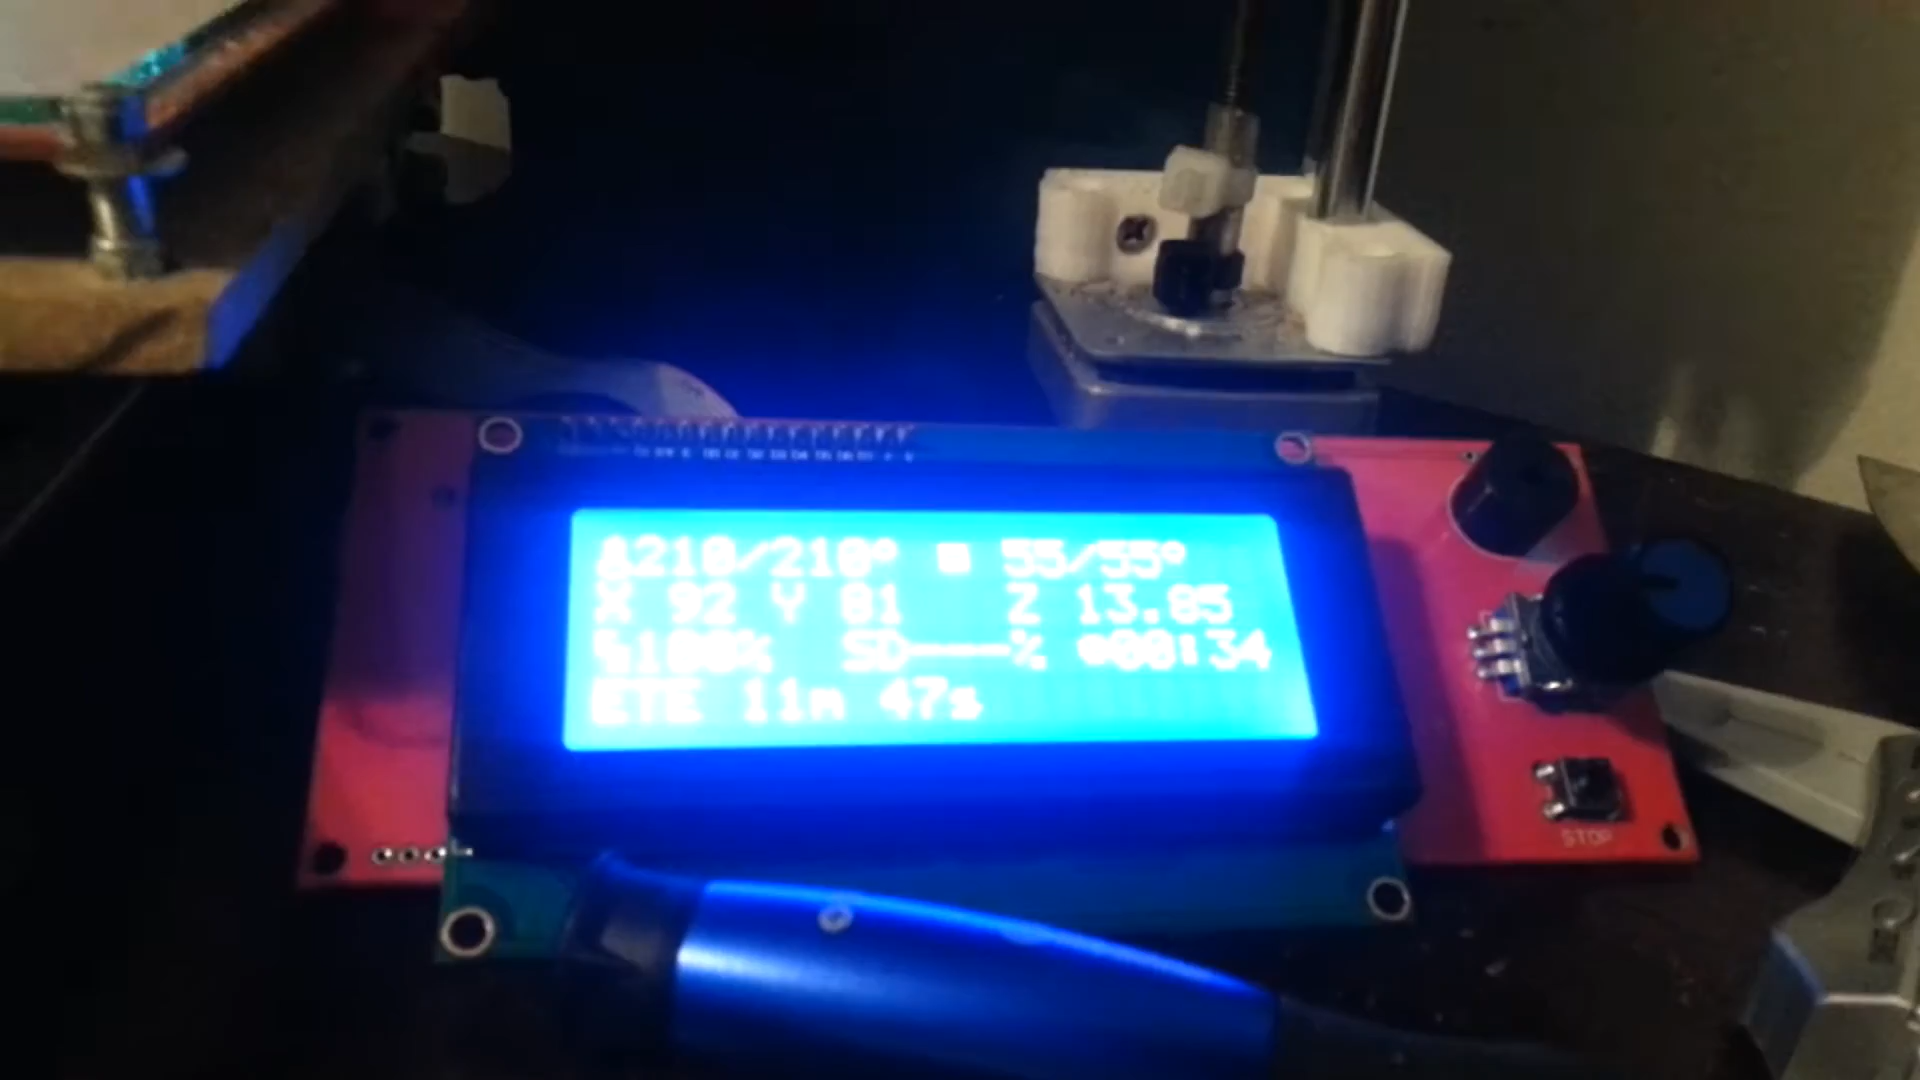 210/210° 55/55°
X 92 Y 81 Z 13.85
100% SD----% 00:34
ETE 11m 47s
STOP